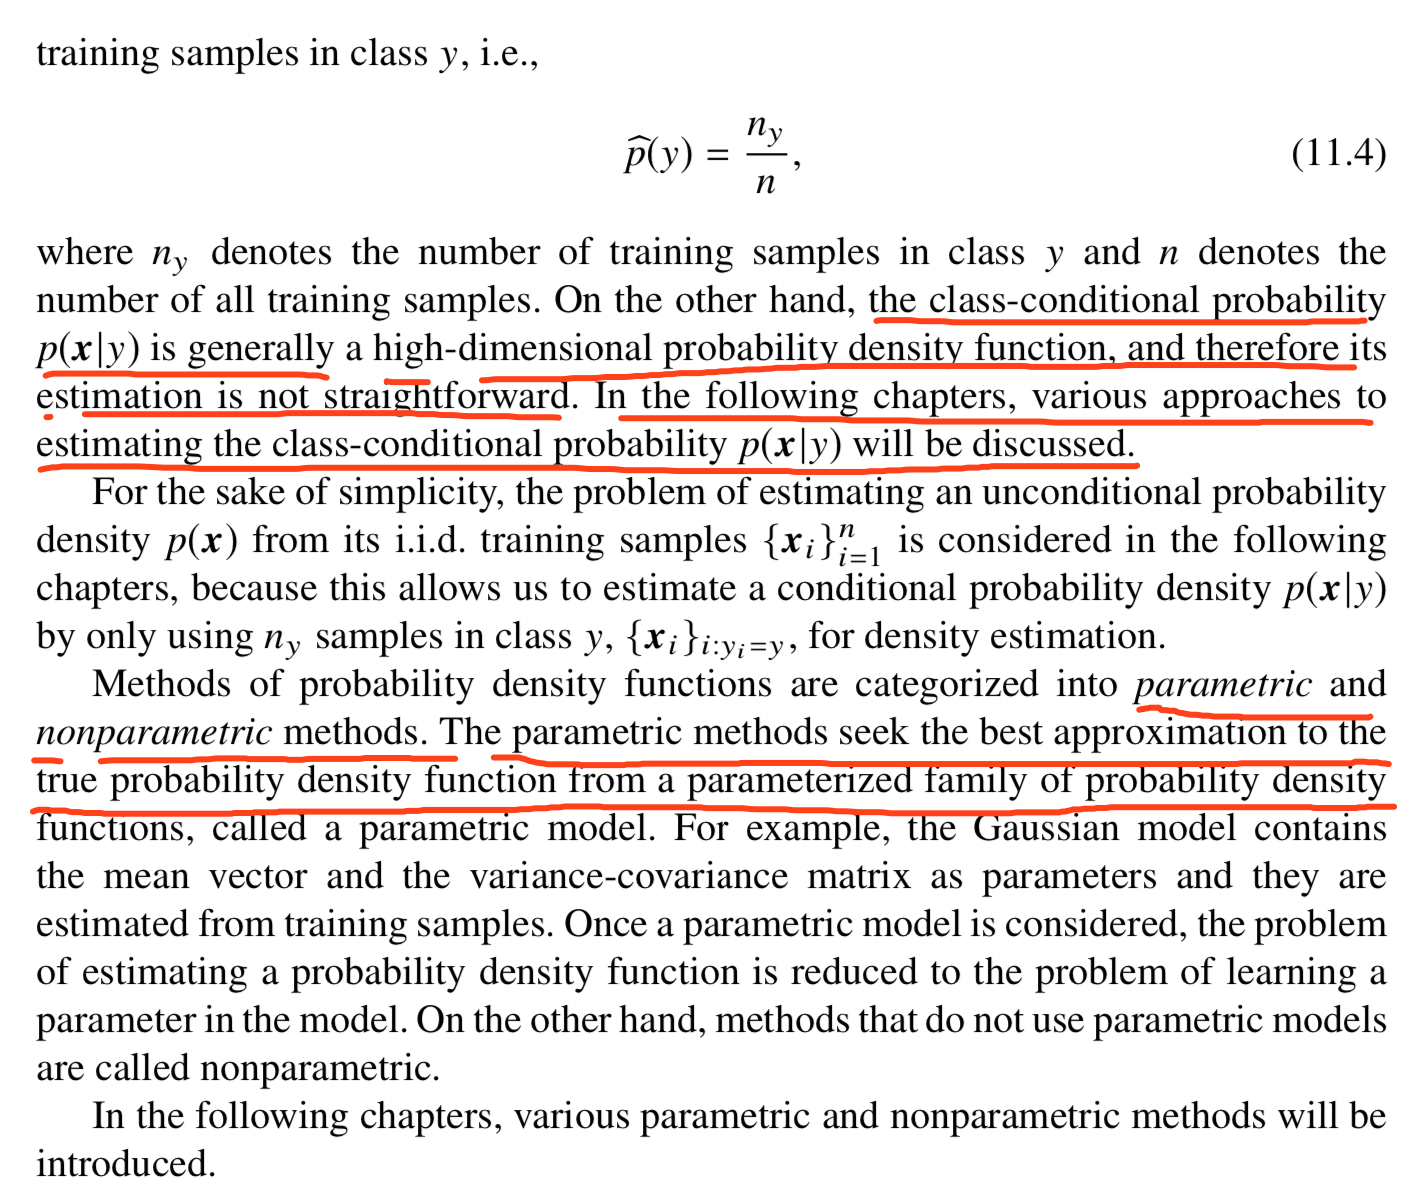 training samples in class y, i.e.,
p̂(y) = n_y/n, (11.4)
where n_y denotes the number of training samples in class y and n denotes the
number of all training samples. On the other hand, the class-conditional probability
p(x|y) is generally a high-dimensional probability density function, and therefore its
estimation is not straightforward. In the following chapters, various approaches to
estimating the class-conditional probability p(x|y) will be discussed.
For the sake of simplicity, the problem of estimating an unconditional probability
density p(x) from its i.i.d. training samples {x_i}_{i=1}^n is considered in the following
chapters, because this allows us to estimate a conditional probability density p(x|y)
by only using n_y samples in class y, {x_i}_{i:y_i=y}, for density estimation.
Methods of probability density functions are categorized into parametric and
nonparametric methods. The parametric methods seek the best approximation to the
true probability density function from a parameterized family of probability density
functions, called a parametric model. For example, the Gaussian model contains
the mean vector and the variance-covariance matrix as parameters and they are
estimated from training samples. Once a parametric model is considered, the problem
of estimating a probability density function is reduced to the problem of learning a
parameter in the model. On the other hand, methods that do not use parametric models
are called nonparametric.
In the following chapters, various parametric and nonparametric methods will be
introduced.